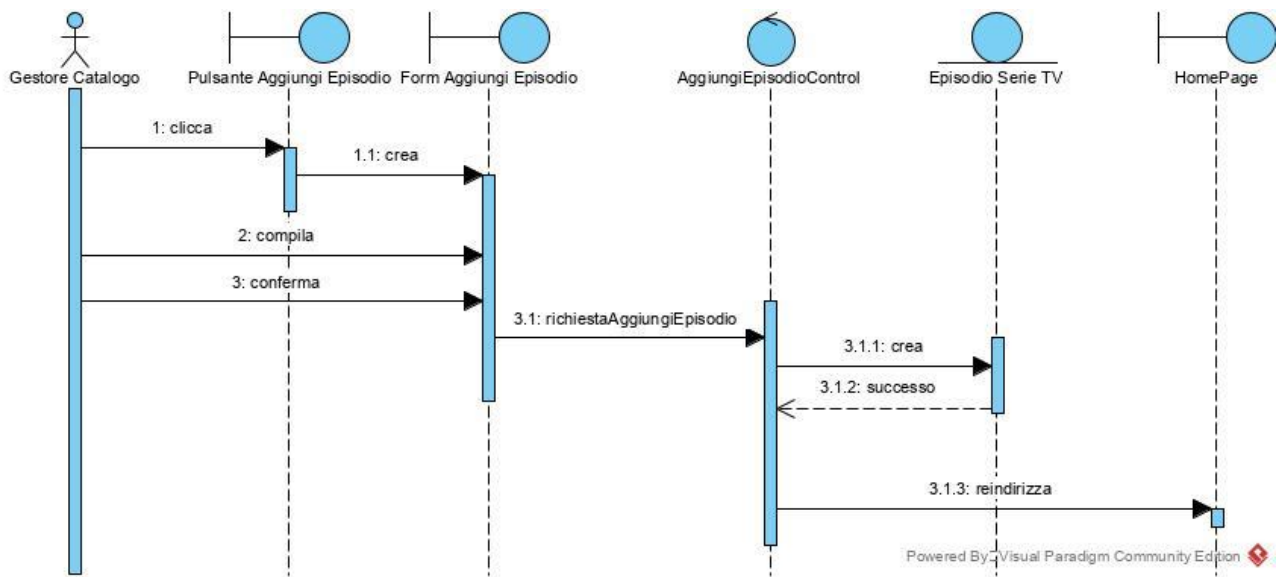 Gestore Catalogo
Pulsante Aggiungi Episodio
Form Aggiungi Episodio
AggiungiEpisodioControl
Episodio Serie TV
HomePage
1: clicca
1.1: crea
2: compila
3: conferma
3.1: richiestaAggiungiEpisodio
3.1.1: crea
3.1.2: successo
3.1.3: reindirizza
Powered By Visual Paradigm Community Edition